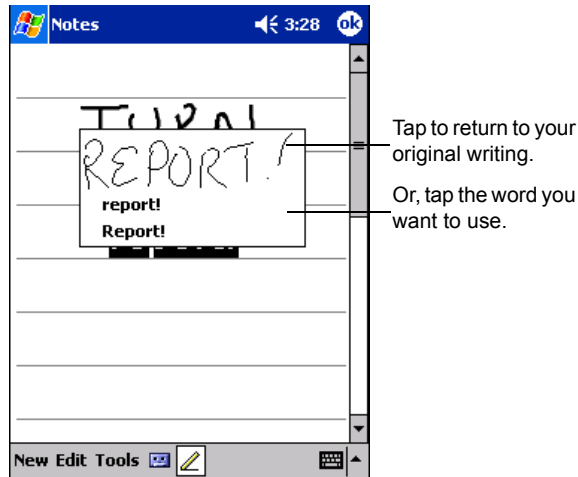 Notes 3:28 ok
TURN
REPORT!
report!
Report!
New Edit Tools
Tap to return to your
original writing.
Or, tap the word you
want to use.